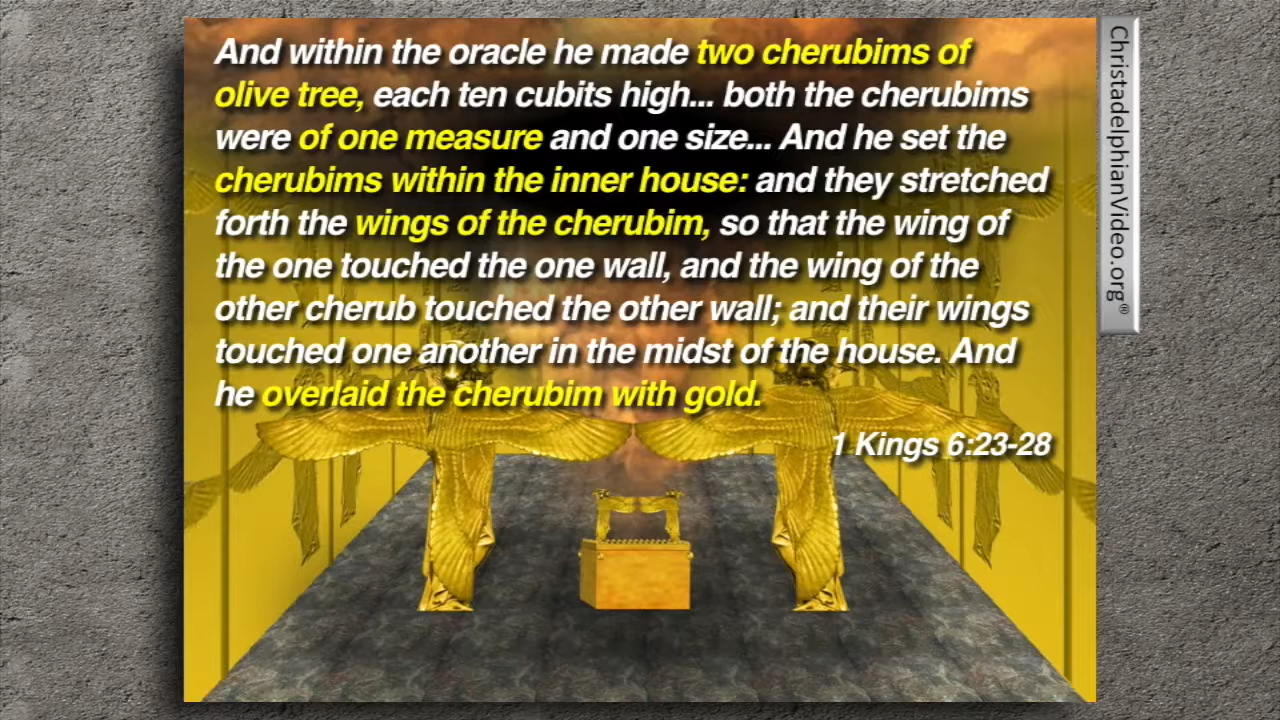 And within the oracle he made two cherubims of
olive tree, each ten cubits high... both the cherubims
were of one measure and one size... And he set the
cherubims within the inner house: and they stretched
forth the wings of the cherubim, so that the wing of
the one touched the one wall, and the wing of the
other cherub touched the other wall; and their wings
touched one another in the midst of the house. And
he overlaid the cherubim with gold.
1 Kings 6:23-28
ChristadelphianVideo.org®